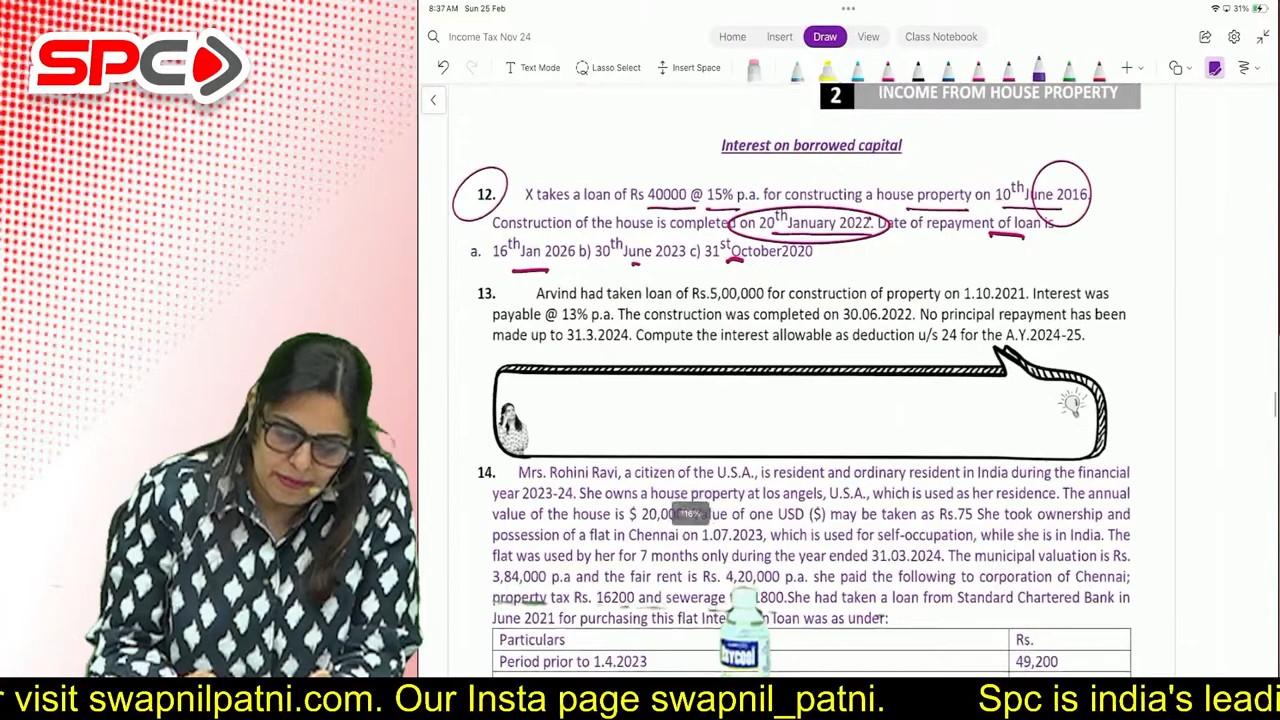 8:37 AM Sun 25 Feb
31%
SPC
Income Tax Nov 24
Home Insert Draw View Class Notebook
Text Mode Lasso Select Insert Space
2 INCOME FROM HOUSE PROPERTY
Interest on borrowed capital
12. X takes a loan of Rs 40000 @ 15% p.a. for constructing a house property on 10th June 2016.
Construction of the house is completed on 20th January 2022. Date of repayment of loan is
a. 16th Jan 2026 b) 30th June 2023 c) 31st October2020
13. Arvind had taken loan of Rs.5,00,000 for construction of property on 1.10.2021. Interest was
payable @ 13% p.a. The construction was completed on 30.06.2022. No principal repayment has been
made up to 31.3.2024. Compute the interest allowable as deduction u/s 24 for the A.Y.2024-25.
14. Mrs. Rohini Ravi, a citizen of the U.S.A., is resident and ordinary resident in India during the financial
year 2023-24. She owns a house property at los angels, U.S.A., which is used as her residence. The annual
value of the house is $ 20,00 of one USD ($) may be taken as Rs.75 She took ownership and
possession of a flat in Chennai on 1.07.2023, which is used for self-occupation, while she is in India. The
flat was used by her for 7 months only during the year ended 31.03.2024. The municipal valuation is Rs.
3,84,000 p.a and the fair rent is Rs. 4,20,000 p.a. she paid the following to corporation of Chennai;
property tax Rs. 16200 and sewerage 1800.She had taken a loan from Standard Chartered Bank in
June 2021 for purchasing this flat loan was as under:
Particulars Rs.
Period prior to 1.4.2023 49,200
visit swapnilpatni.com. Our Insta page swapnil_patni. Spc is india's leadi